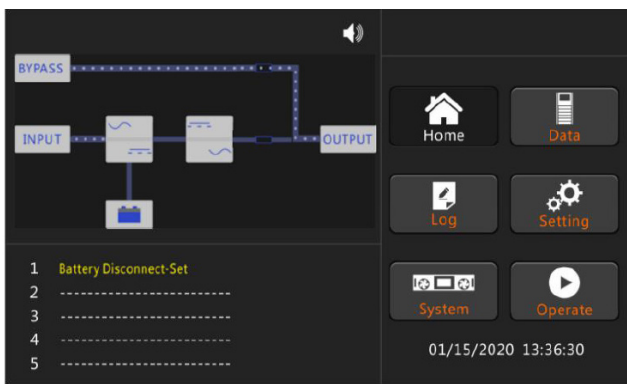 BYPASS
INPUT
OUTPUT
Home
Data
Log
Setting
System
Operate
1 Battery Disconnect-Set
2 ----------------------------
3 ----------------------------
4 ----------------------------
5 ----------------------------
01/15/2020 13:36:30